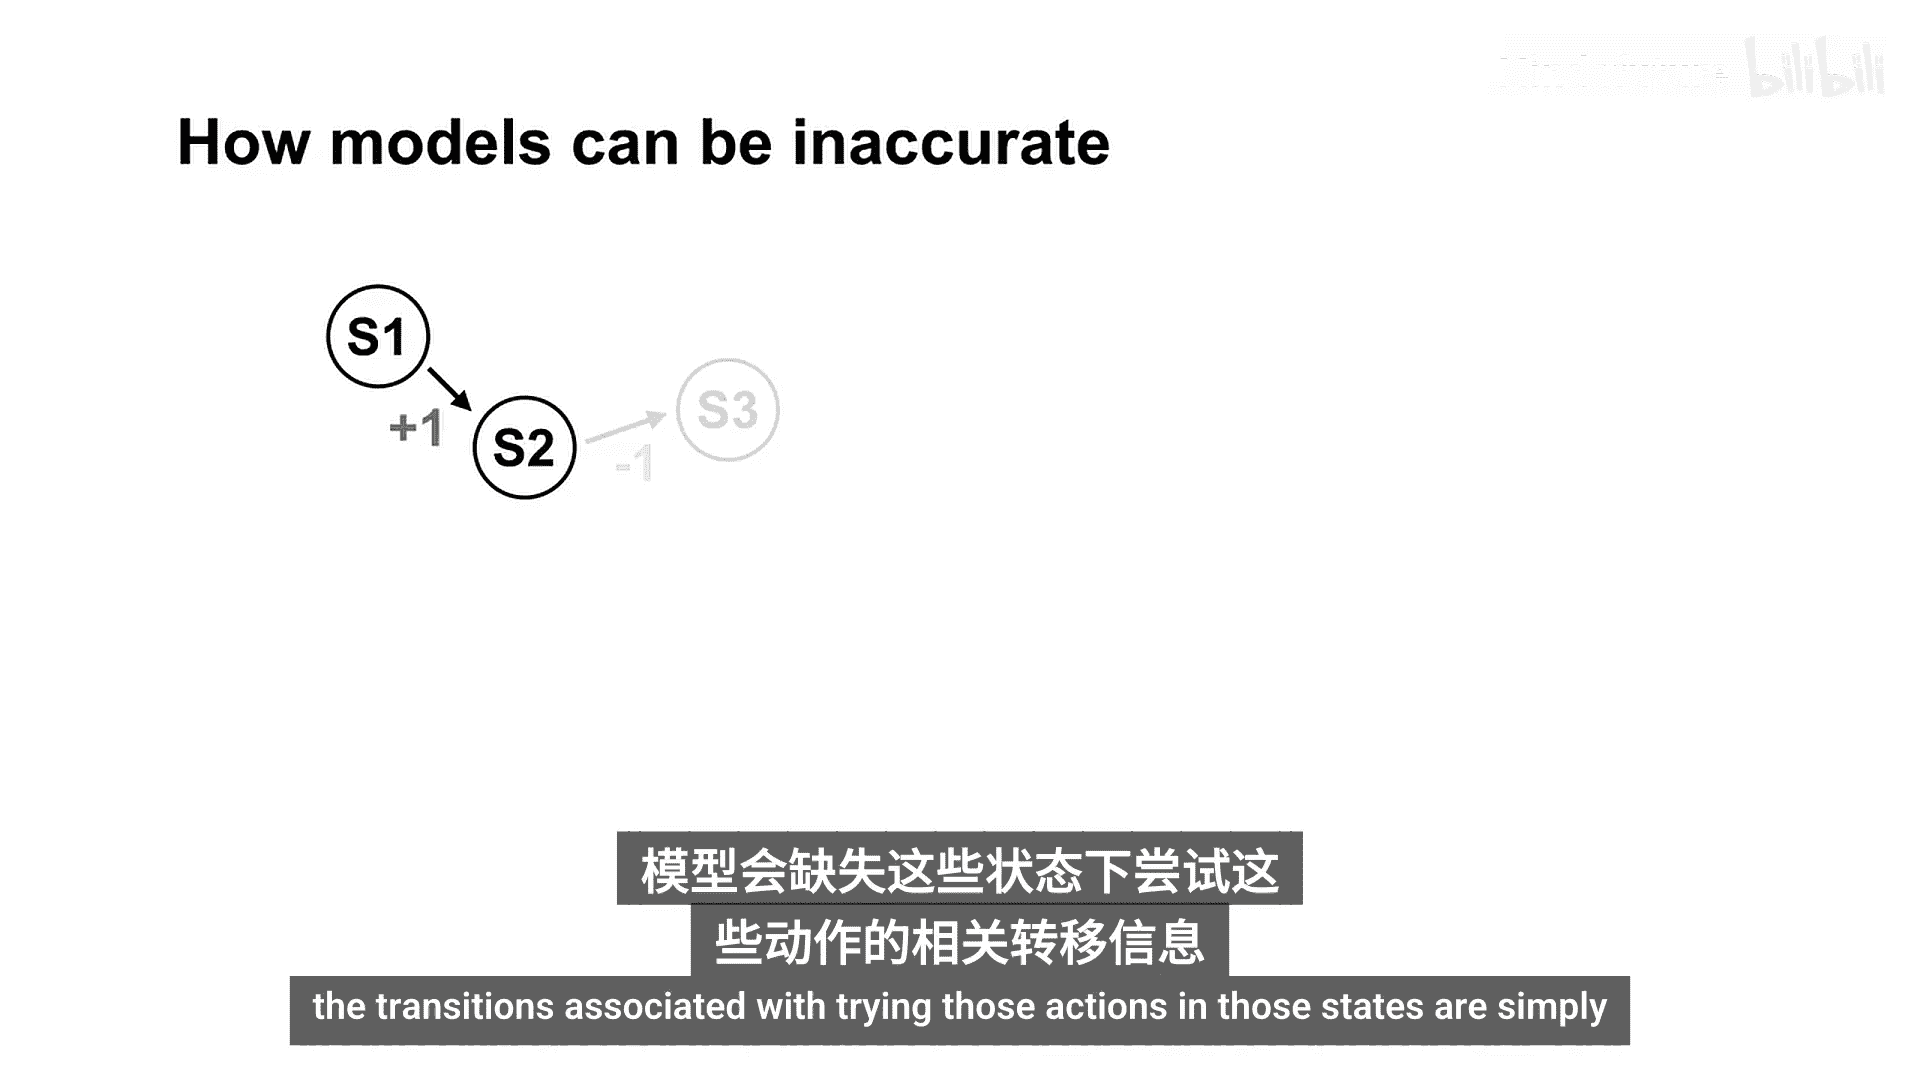 bilibili
How models can be inaccurate
S1
+1
S2
-1
S3
模型会缺失这些状态下尝试这
些动作的相关转移信息
the transitions associated with trying those actions in those states are simply